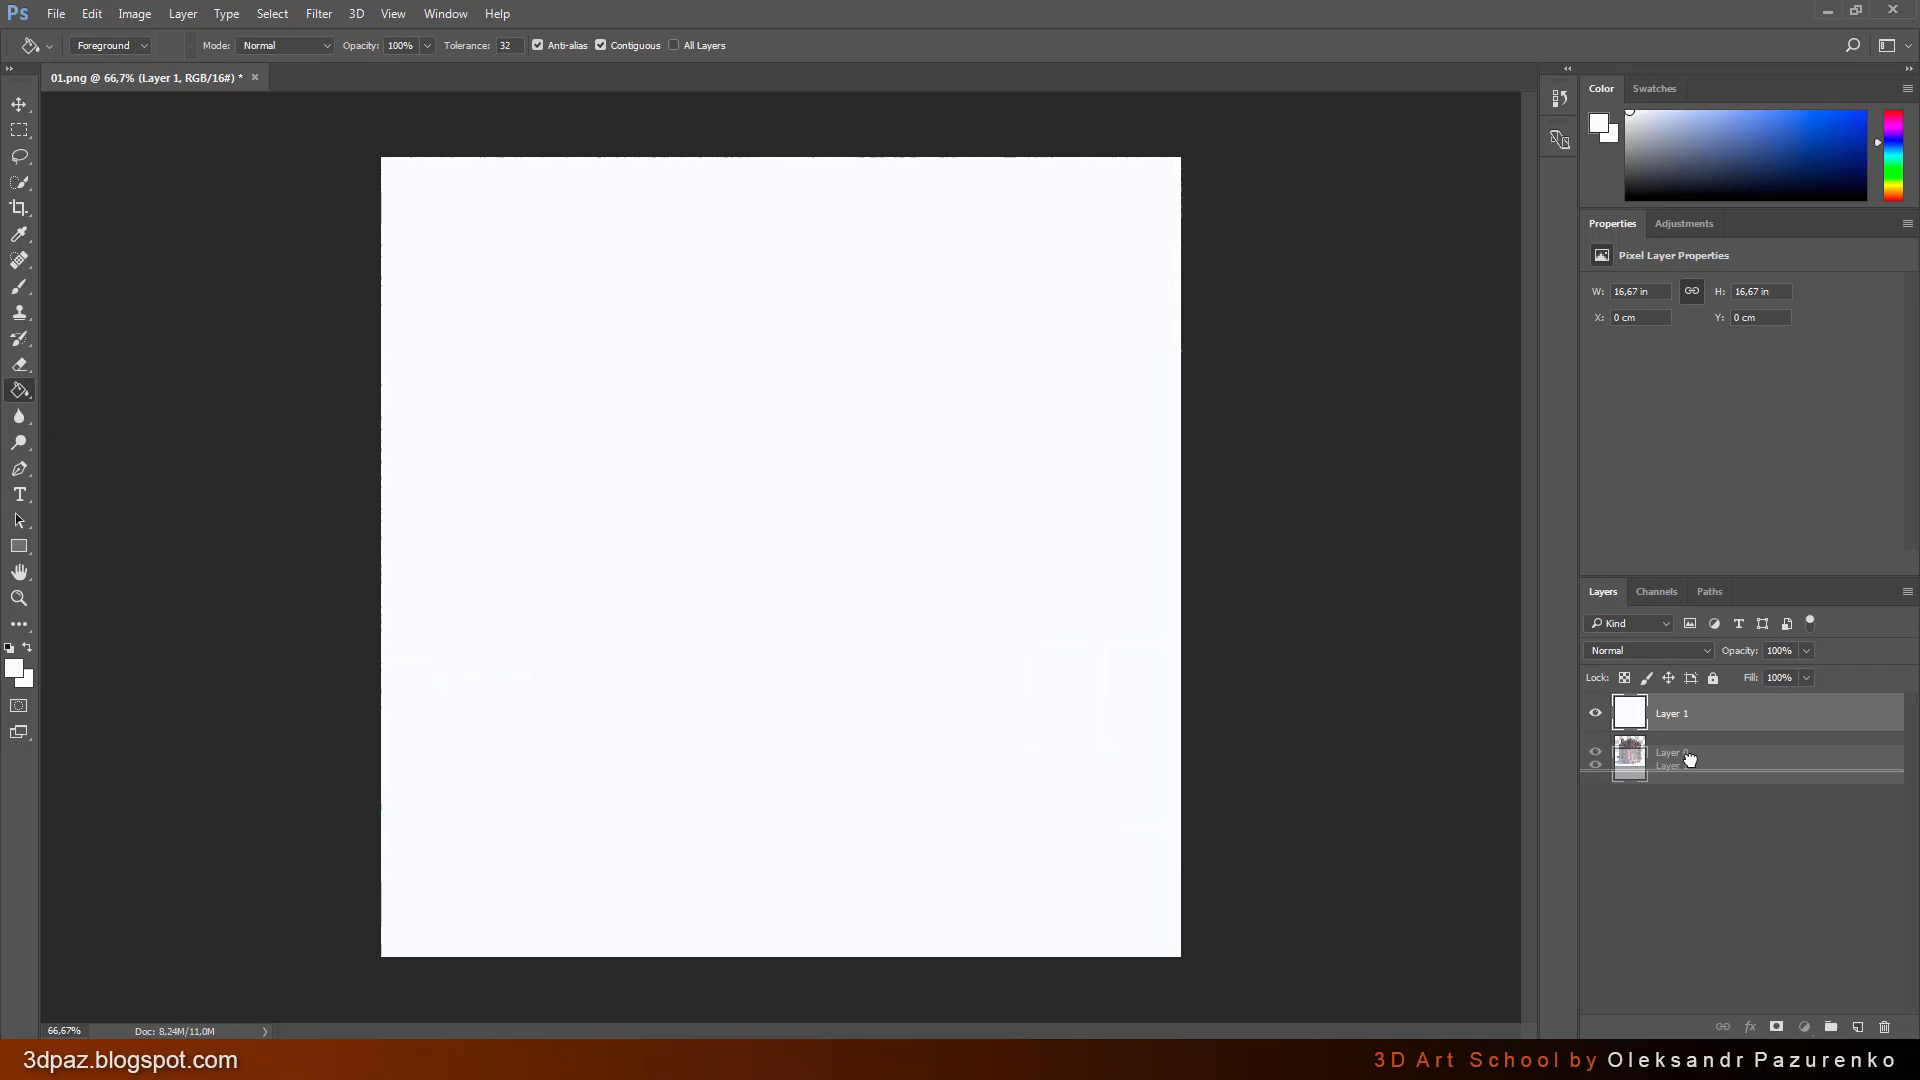 Ps File Edit Image Layer Type Select Filter 3D View Window Help
Foreground Mode: Normal Opacity: 100% Tolerance: 32 Anti-alias Contiguous All Layers
01.png @ 66,7% (Layer 1, RGB/16#) *
Color Swatches
Properties Adjustments
Pixel Layer Properties
W: 16,67 in H: 16,67 in
X: 0 cm Y: 0 cm
Layers Channels Paths
Kind
Normal Opacity: 100%
Lock: Fill: 100%
Layer 1
Layer
Layer
66,67% Doc: 8,24M/11,0M
3dpaz.blogspot.com
3D Art School by Oleksandr Pazurenko